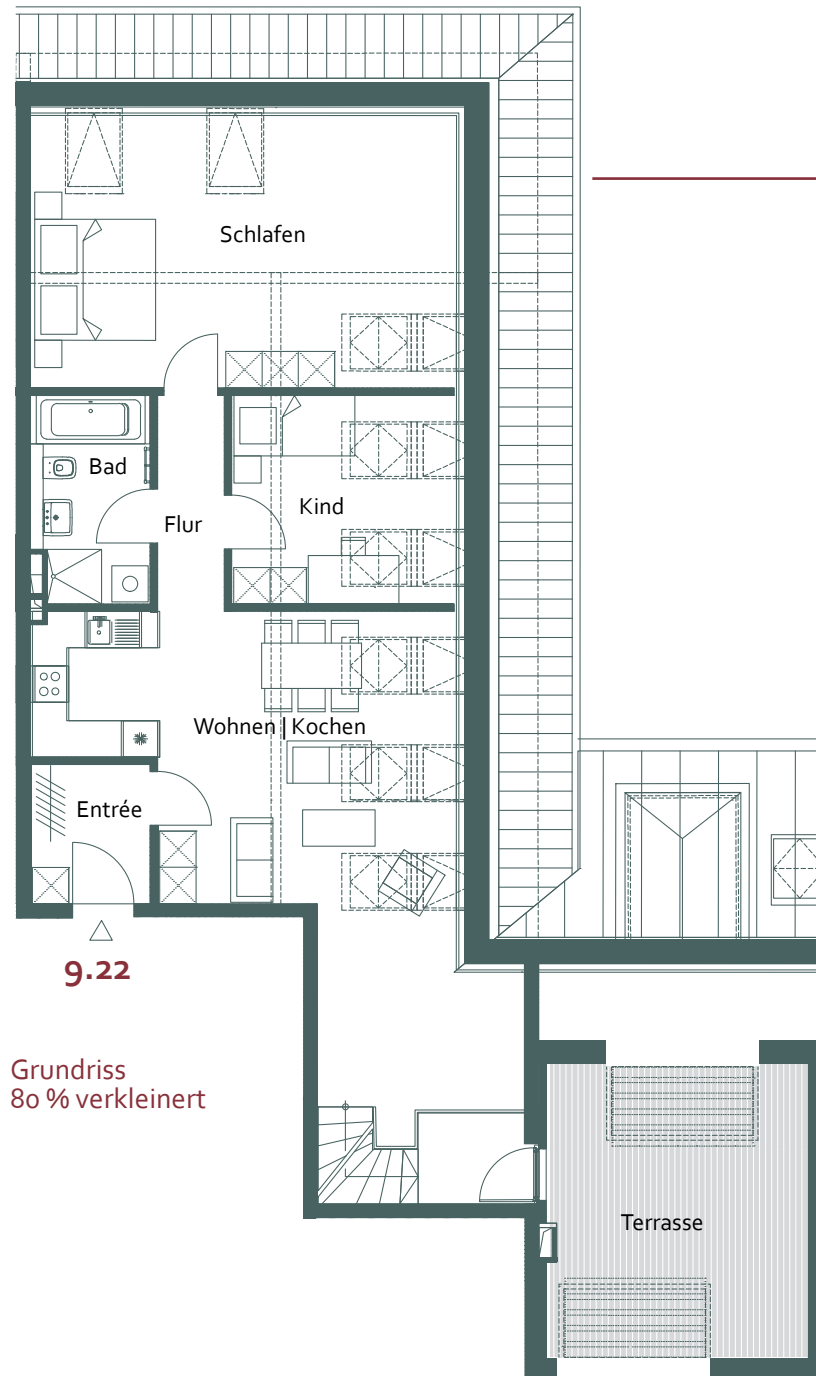 Schlafen
Bad
Kind
Flur
Wohnen | Kochen
Entrée
9.22
Grundriss
80 % verkleinert
Terrasse